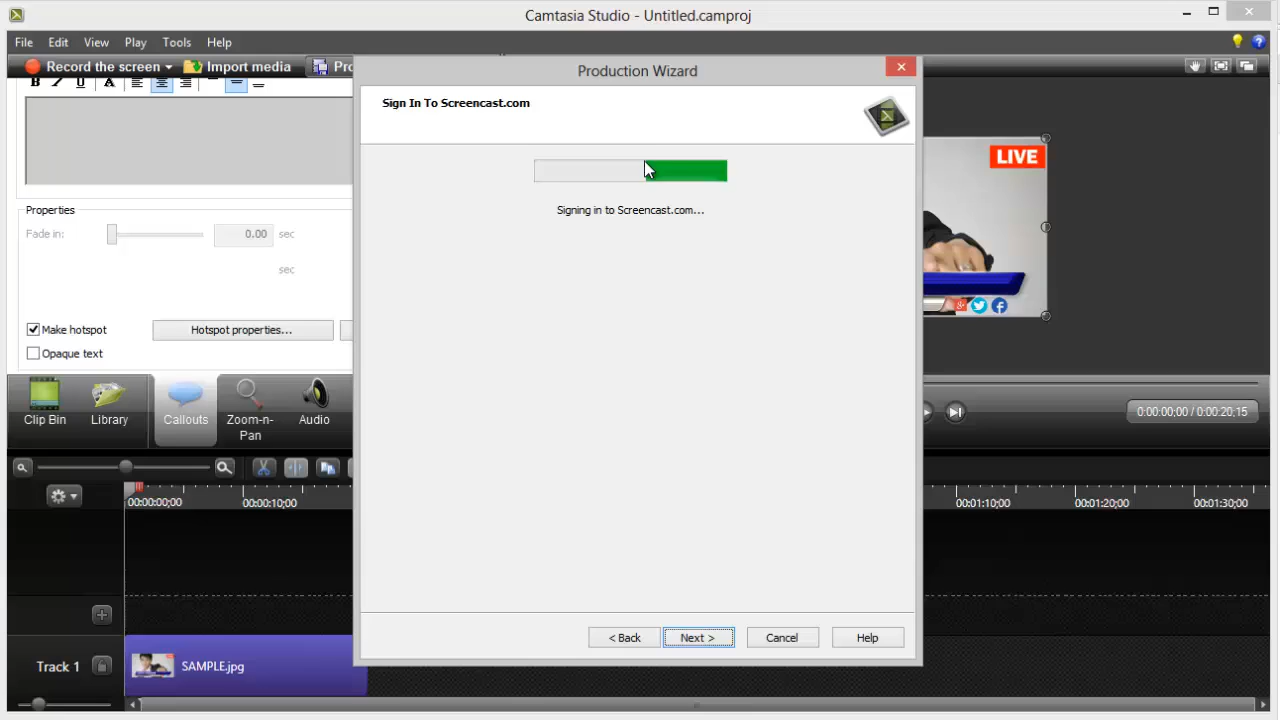 Camtasia Studio - Untitled.camproj
File Edit View Play Tools Help
Record the screen Import media Pro
Production Wizard
B U A
Sign In To Screencast.com
LIVE
Signing in to Screencast.com...
Properties
Fade in: 0.00 sec
sec
Make hotspot Hotspot properties...
Opaque text
Clip Bin Library Callouts Zoom-n-Pan Audio
0:00:00;00 / 0:00:20;15
00:00:00;00 00:00:10;00 00:01:10;00 00:01:20;00 00:01:30;00
< Back Next > Cancel Help
Track 1 SAMPLE.jpg